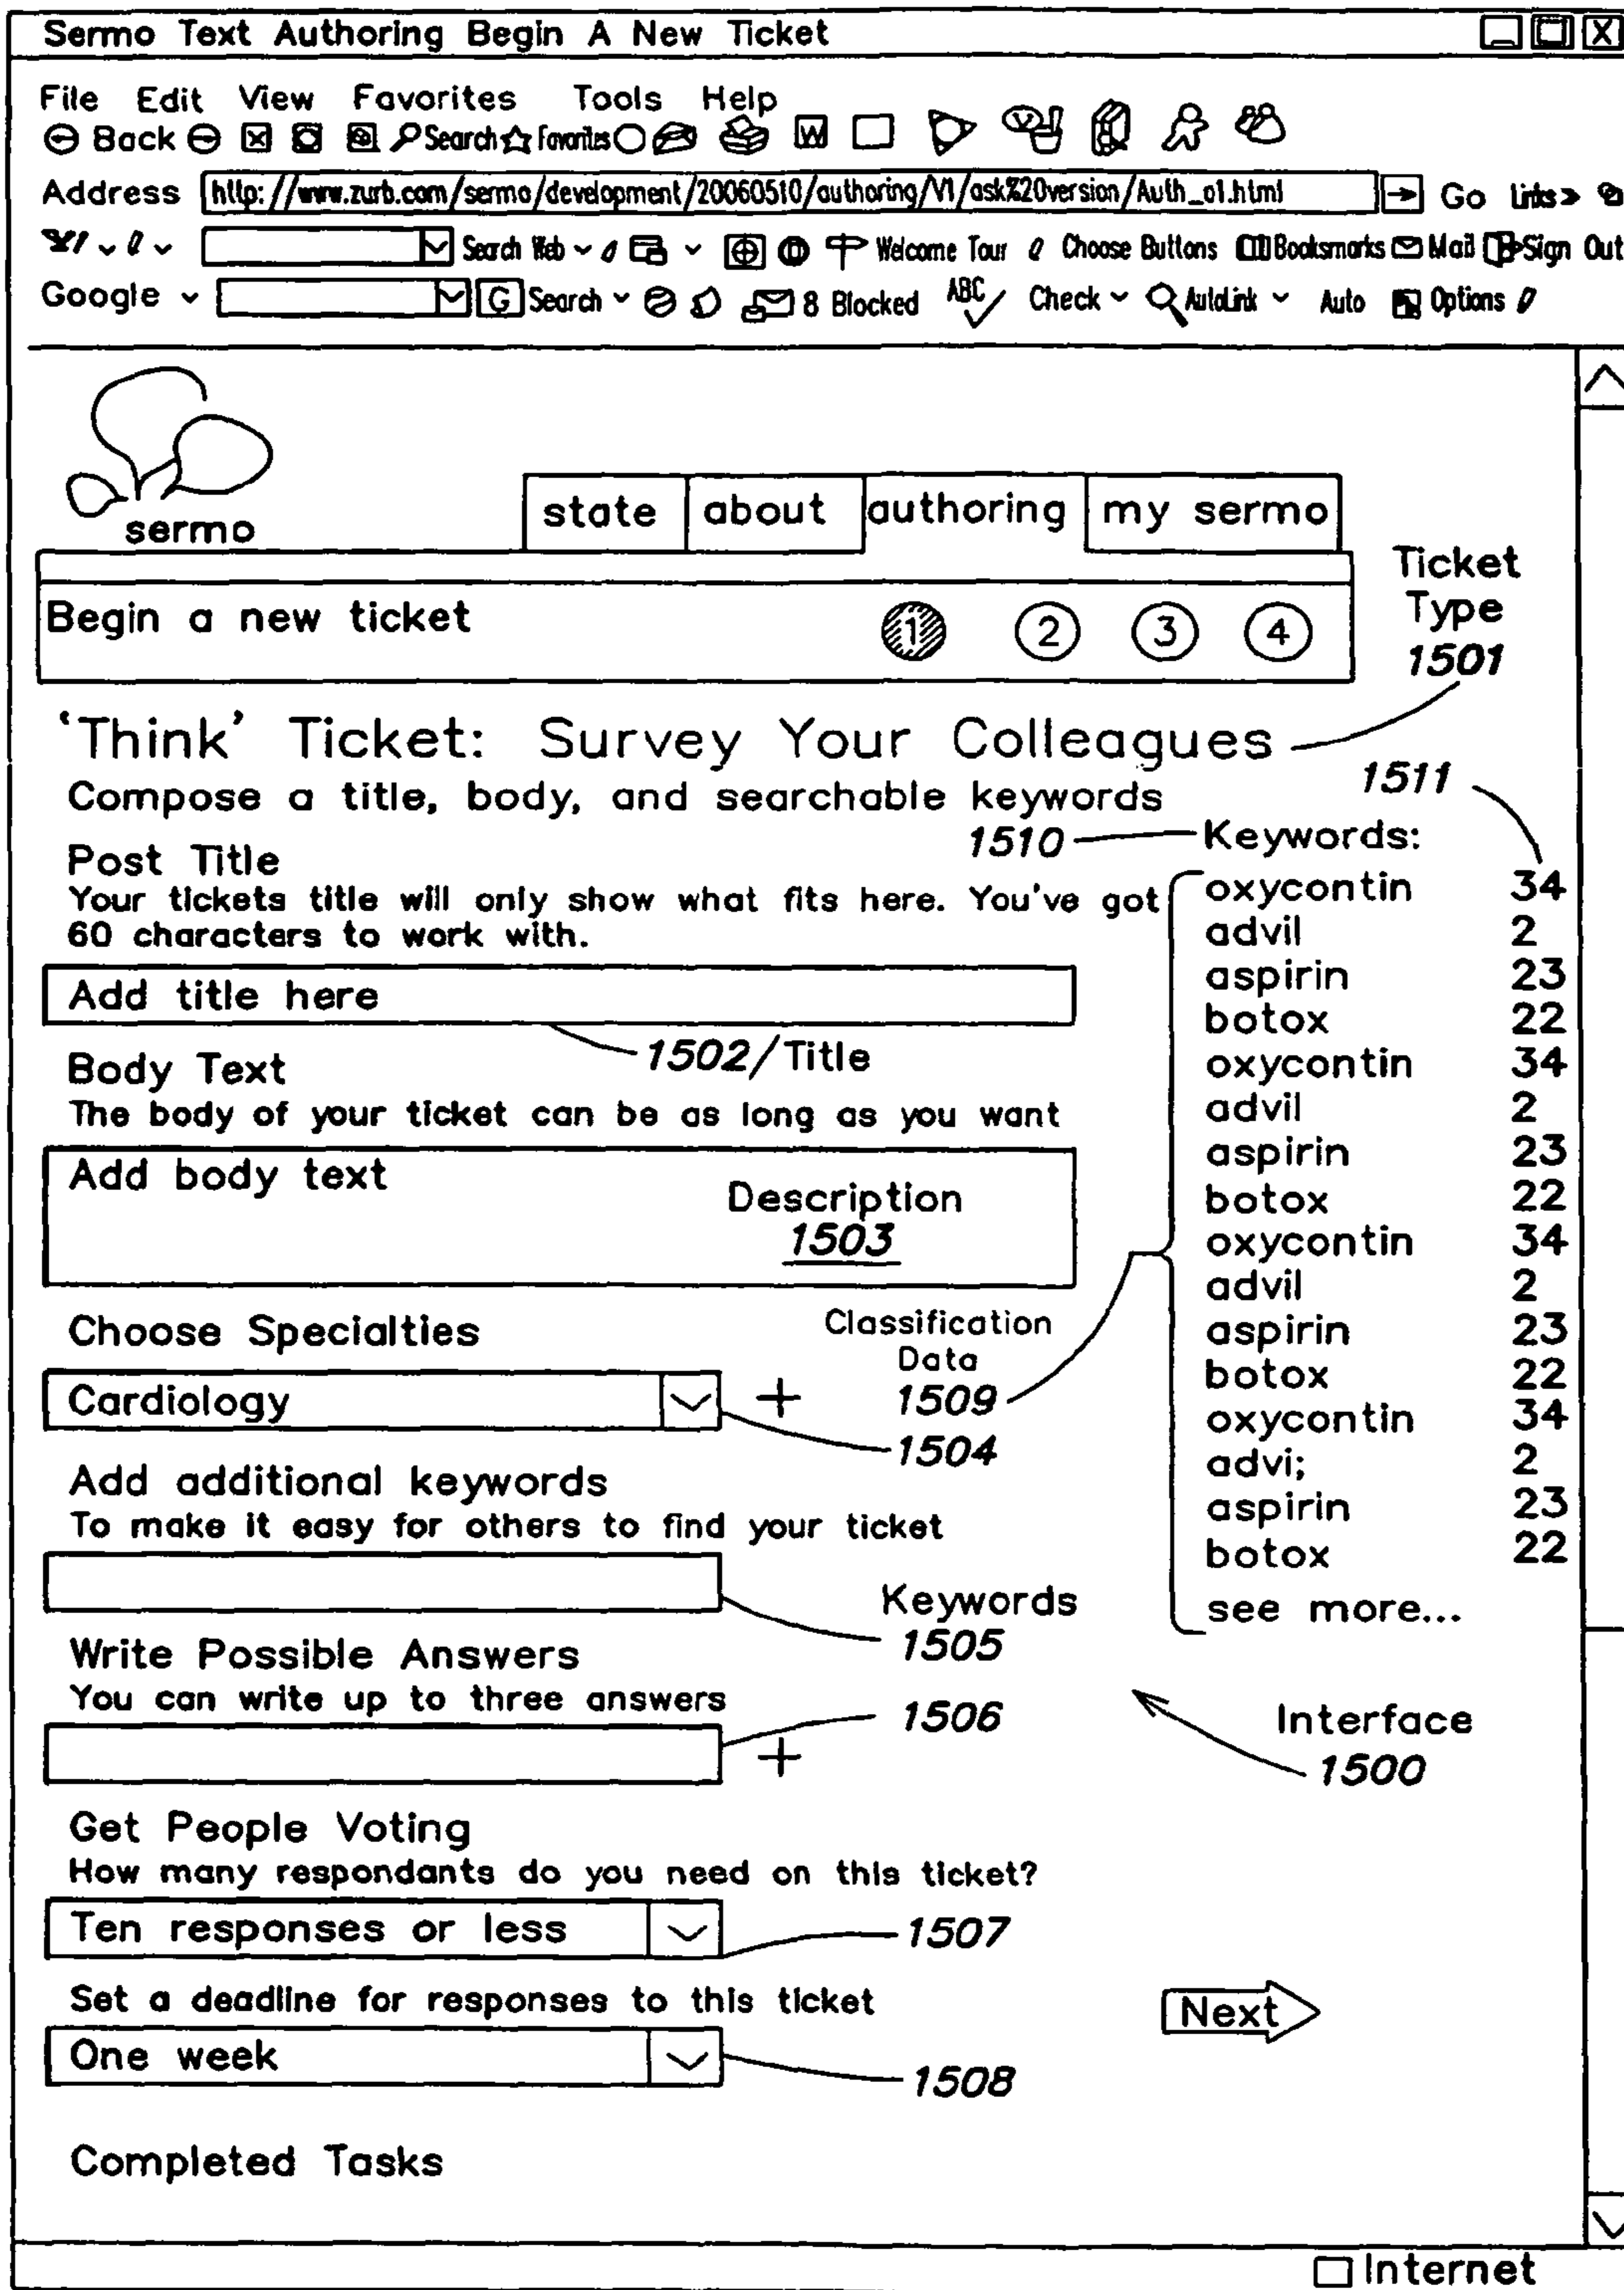 Sermo Text Authoring Begin A New Ticket
File Edit View Favorites Tools Help
Back Search Favorites W
Address http://www.zurb.com/sermo/development/20060510/authoring/V1/ask%20version/Auth_o1.html Go Links>
Search Web Welcome Tour Choose Buttons Booksmarks Mail Sign Out
Google G Search 8 Blocked ABC Check AutoLink Auto Options
sermo
state about authoring my sermo
Begin a new ticket 1 2 3 4
Ticket
Type
1501
'Think' Ticket: Survey Your Colleagues
Compose a title, body, and searchable keywords
1511
1510 Keywords:
Post Title
Your tickets title will only show what fits here. You've got
60 characters to work with.
Add title here
1502/Title
Body Text
The body of your ticket can be as long as you want
Add body text
Description
1503
Choose Specialties
Classification
Data
1509
Cardiology +
1504
Add additional keywords
To make it easy for others to find your ticket
Keywords
1505
Write Possible Answers
You can write up to three answers
1506
+
Get People Voting
How many respondants do you need on this ticket?
Ten responses or less
1507
Set a deadline for responses to this ticket
One week
1508
Completed Tasks
oxycontin 34
advil 2
aspirin 23
botox 22
oxycontin 34
advil 2
aspirin 23
botox 22
oxycontin 34
advil 2
aspirin 23
botox 22
oxycontin 34
advi; 2
aspirin 23
botox 22
see more...
Interface
1500
Next
Internet